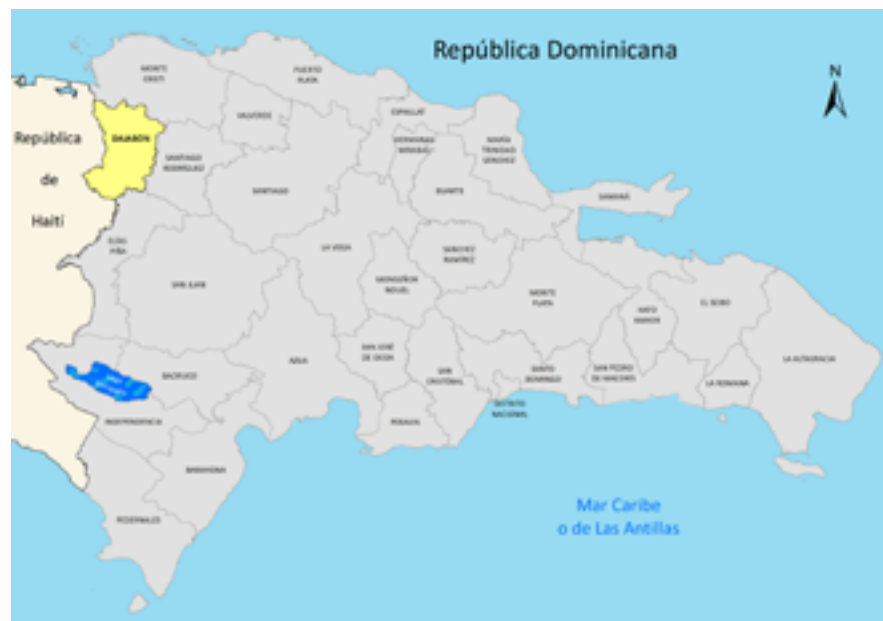 República Dominicana
N
MONTE
CRISTI
PUERTO
PLATA
VALVERDE
ESPAILLAT
DAJABÓN
República
de
Haití
SANTIAGO
RODRÍGUEZ
HERMANAS
MIRABAL
MARÍA
TRINIDAD
SÁNCHEZ
SANTIAGO
DUARTE
SAMANÁ
ELÍAS
PIÑA
LA VEGA
SÁNCHEZ
RAMÍREZ
SAN JUAN
MONSEÑOR
NOUEL
MONTE
PLATA
HATO
MAYOR
EL SEIBO
AZUA
SAN JOSÉ
DE OCOA
SAN
CRISTÓBAL
SANTO
DOMINGO
SAN PEDRO
DE MACORÍS
LA ROMANA
LA ALTAGRACIA
BAORUCO
DISTRITO
NACIONAL
INDEPENDENCIA
PERAVIA
BARAHONA
PEDERNALES
Mar Caribe
o de Las Antillas